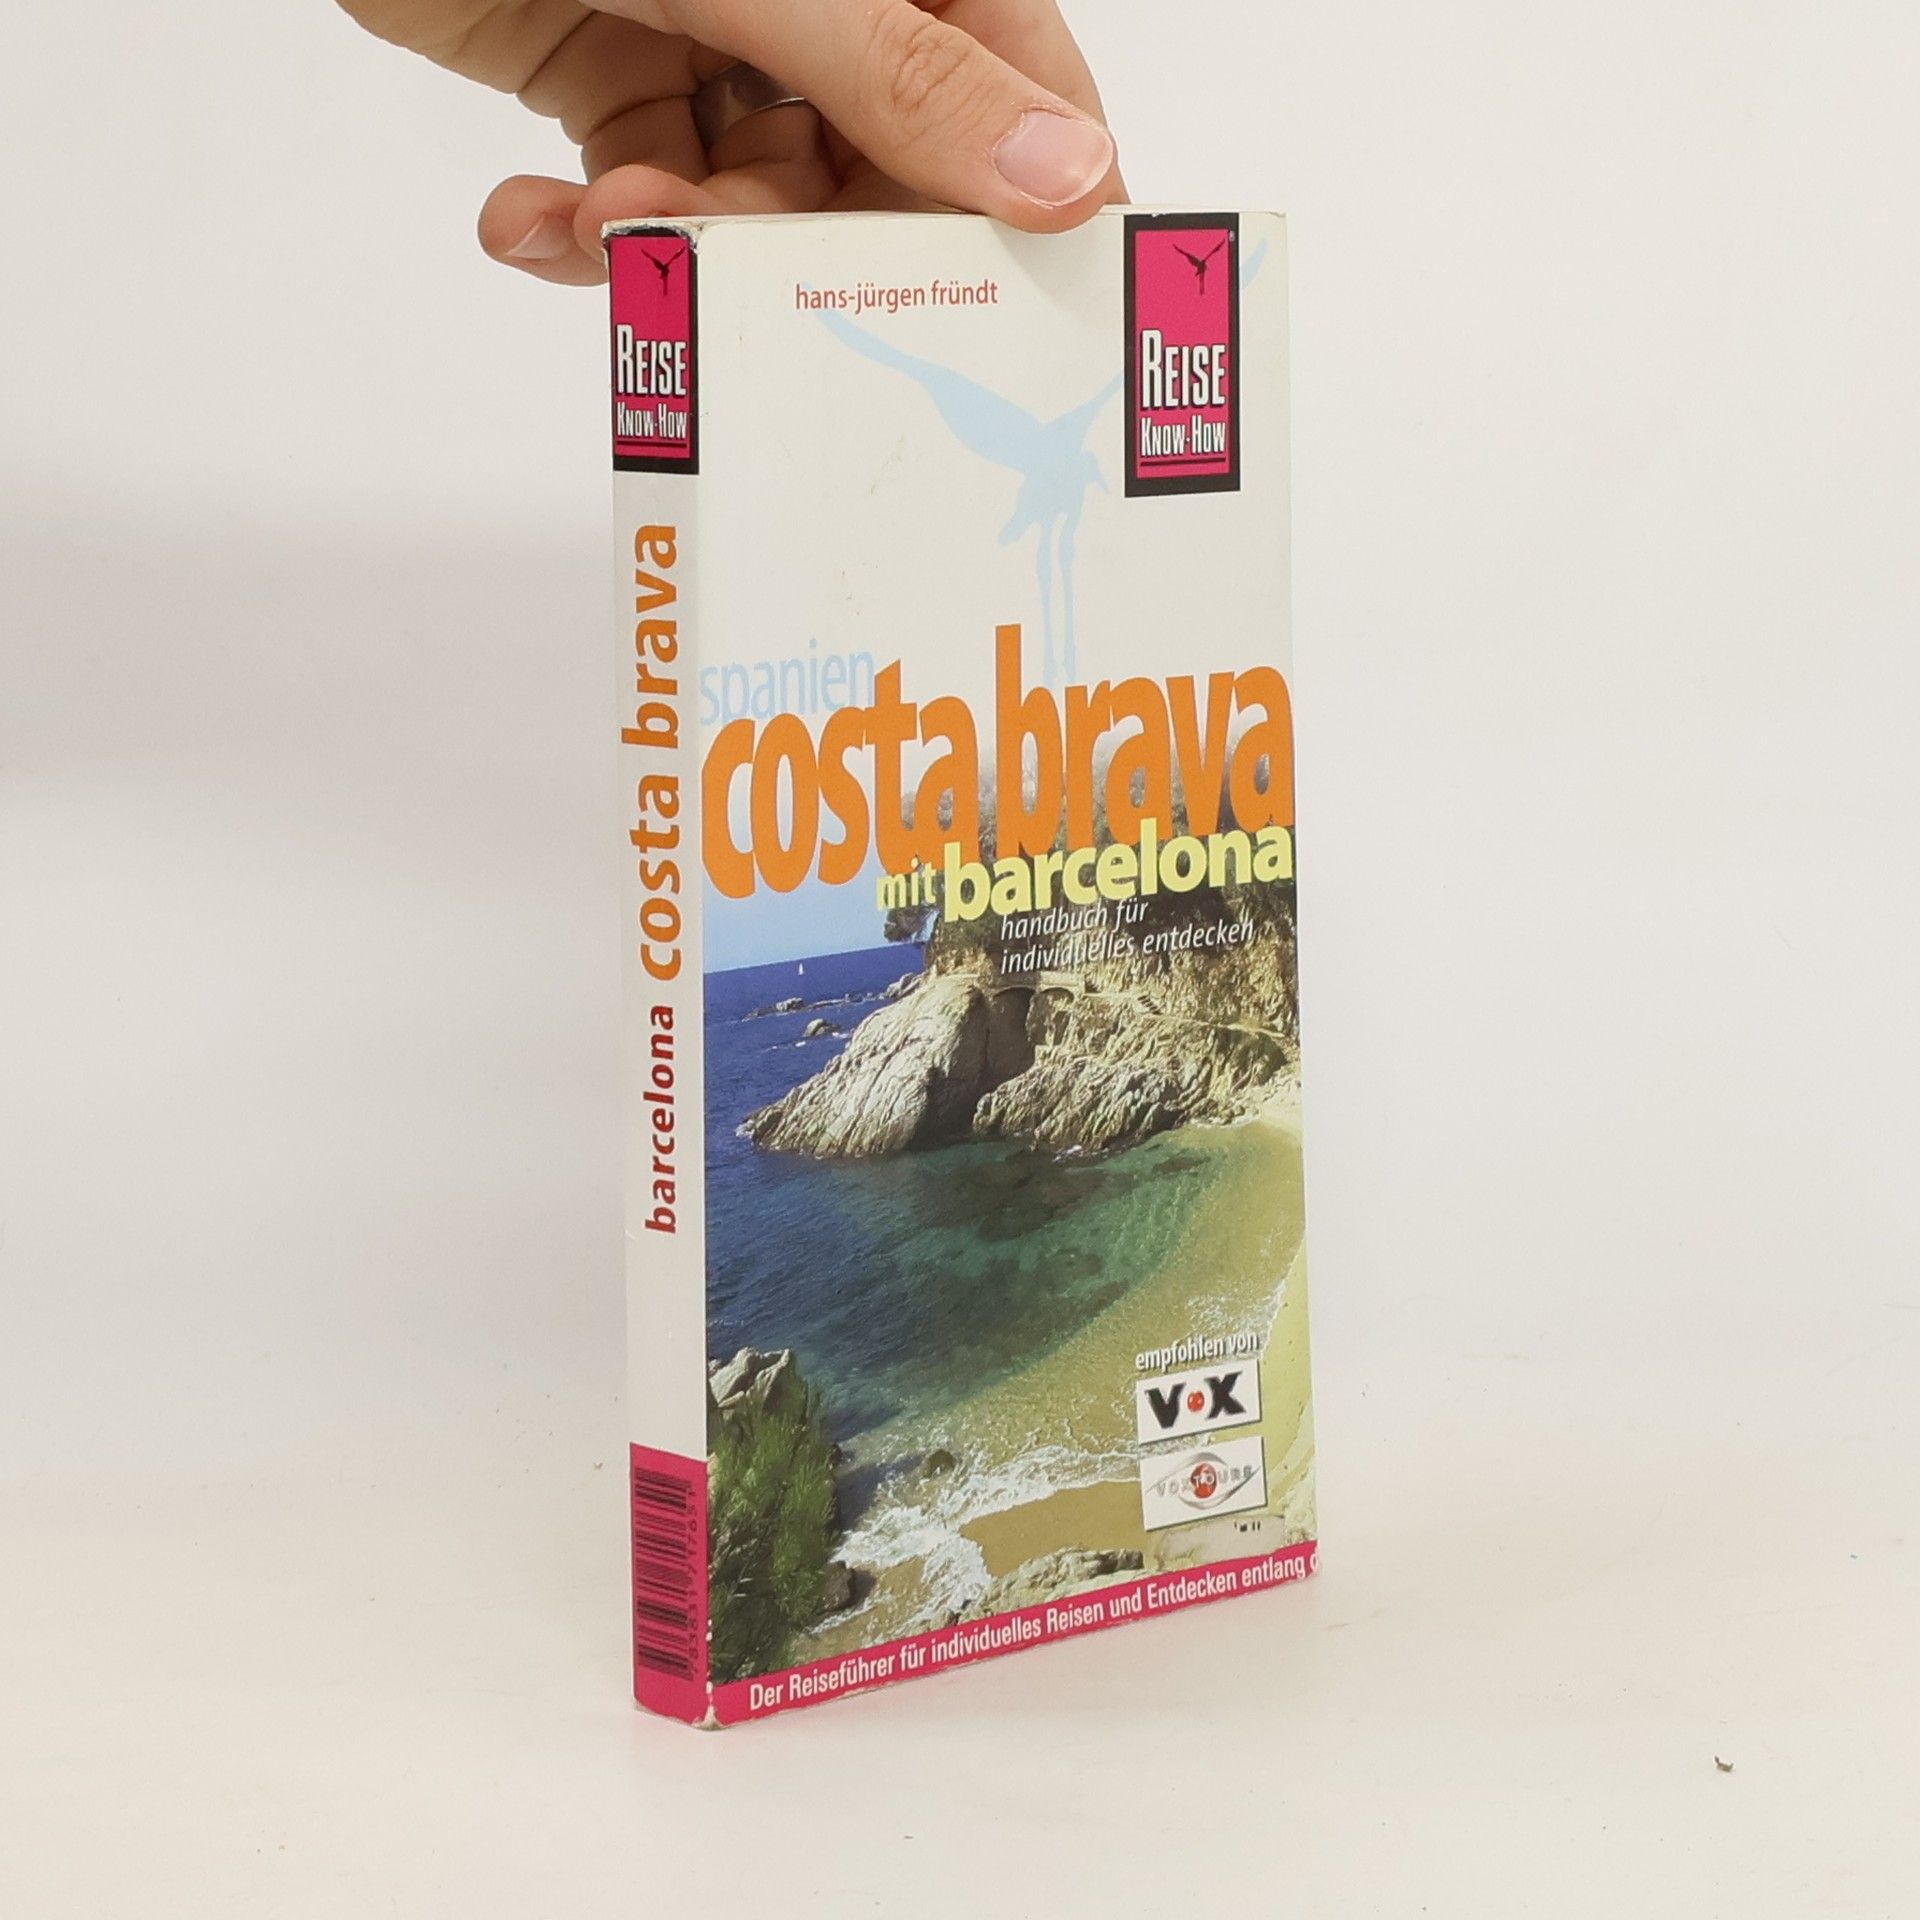 hans-jürgen fründt
REISE
KNOW-HOW
REISE
KNOW-HOW
spanien
costa brava
mit barcelona
handbuch für
individuelles entdecken
barcelona costa brava
empfohlen von
VOX
VOXTOURS
Der Reiseführer für individuelles Reisen und Entdecken entlang